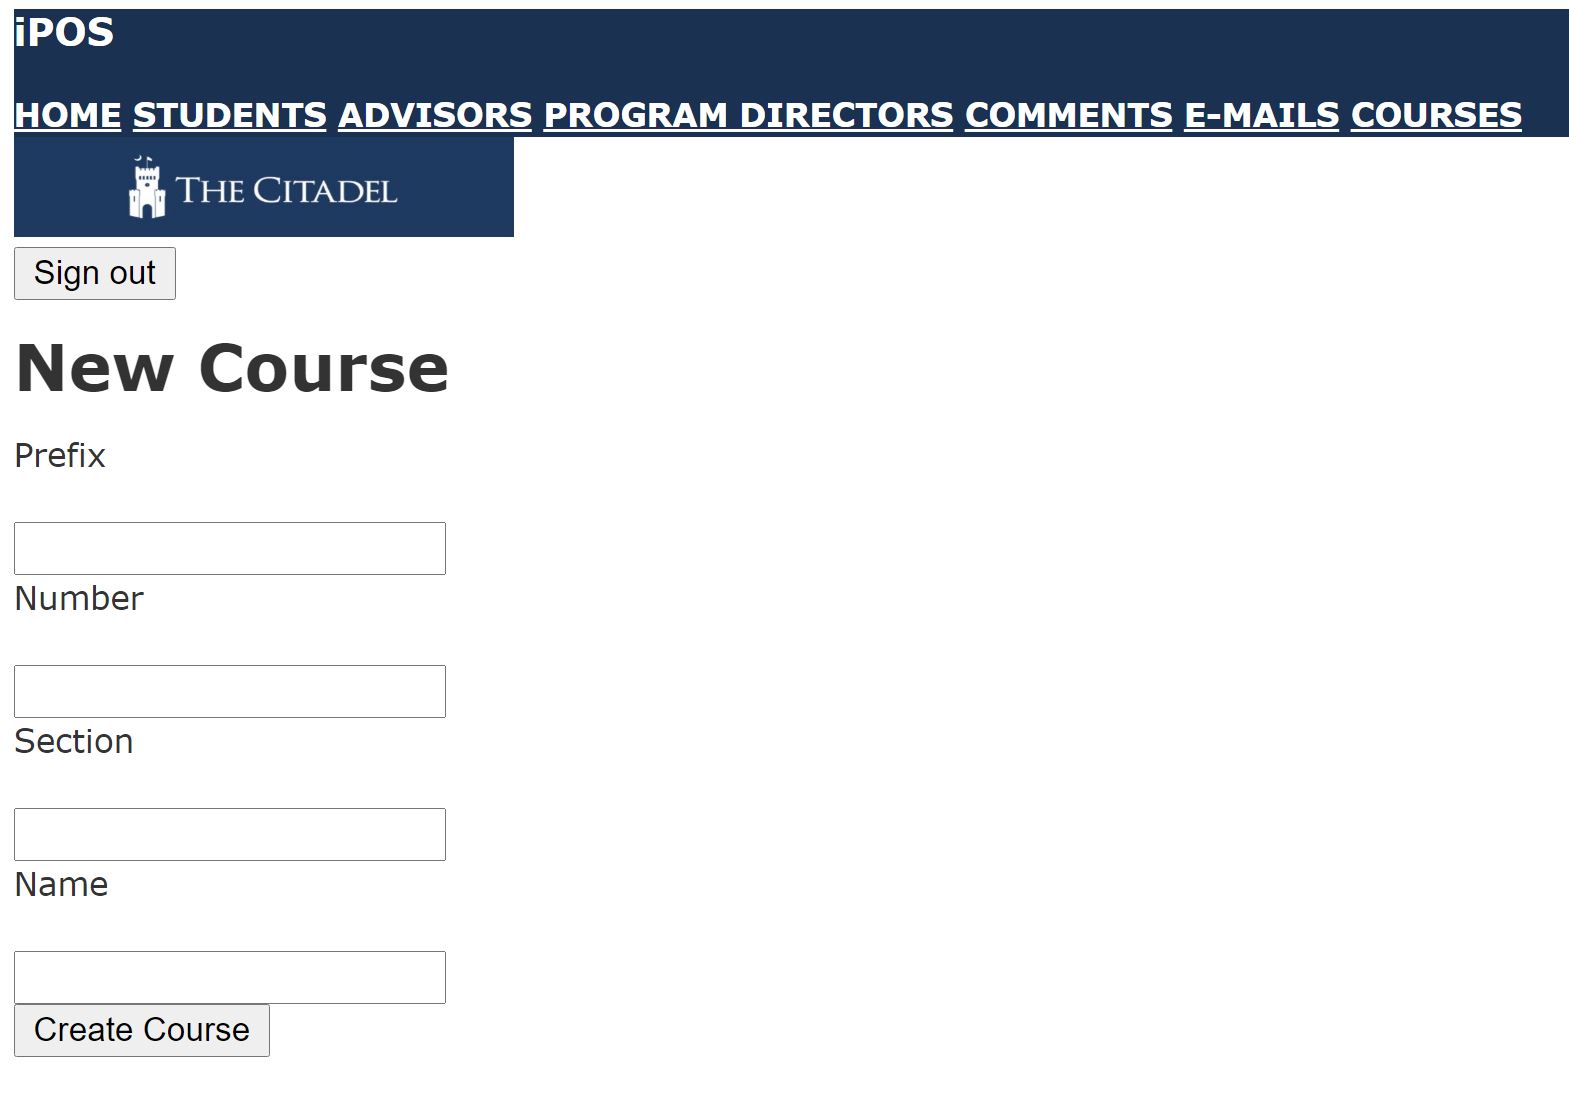 iPOS
HOME STUDENTS ADVISORS PROGRAM DIRECTORS COMMENTS E-MAILS COURSES
THE CITADEL
Sign out
New Course
Prefix
Number
Section
Name
Create Course